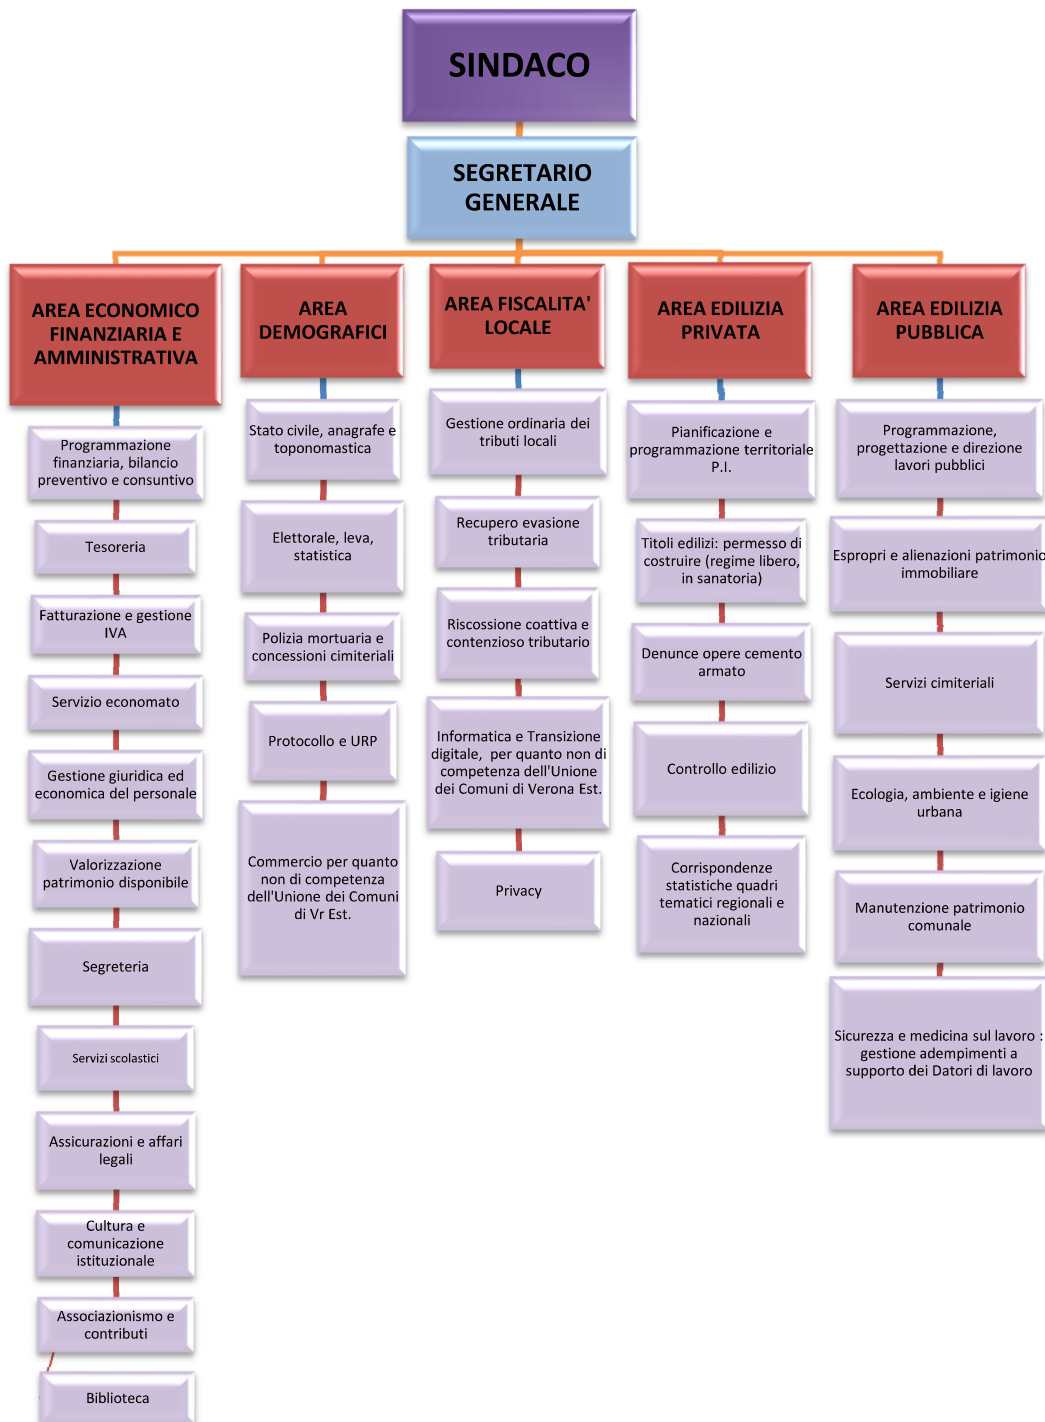 SINDACO
SEGRETARIO
GENERALE
AREA ECONOMICO
FINANZIARIA E
AMMINISTRATIVA
Programmazione
finanziaria, bilancio
preventivo e consuntivo
Tesoreria
Fatturazione e gestione
IVA
Servizio economato
Gestione giuridica ed
economica del personale
Valorizzazione
patrimonio disponibile
Segreteria
Servizi scolastici
Assicurazioni e affari
legali
Cultura e
comunicazione
istituzionale
Associazionismo e
contributi
Biblioteca
AREA
DEMOGRAFICI
Stato civile, anagrafe e
toponomastica
Elettorale, leva,
statistica
Polizia mortuaria e
concessioni cimiteriali
Protocollo e URP
Commercio per quanto
non di competenza
dell'Unione dei Comuni
di Vr Est.
AREA FISCALITA'
LOCALE
Gestione ordinaria dei
tributi locali
Recupero evasione
tributaria
Riscossione coattiva e
contenzioso tributario
Informatica e Transizione
digitale,  per quanto non di
competenza dell'Unione
dei Comuni di Verona Est.
Privacy
AREA EDILIZIA
PRIVATA
Pianificazione e
programmazione territoriale
P.I.
Titoli edilizi: permesso di
costruire (regime libero,
in sanatoria)
Denunce opere cemento
armato
Controllo edilizio
Corrispondenze
statistiche quadri
tematici regionali e
nazionali
AREA EDILIZIA
PUBBLICA
Programmazione,
progettazione e direzione
lavori pubblici
Espropri e alienazioni patrimonio
immobiliare
Servizi cimiteriali
Ecologia, ambiente e igiene
urbana
Manutenzione patrimonio
comunale
Sicurezza e medicina sul lavoro :
gestione adempimenti a
supporto dei Datori di lavoro